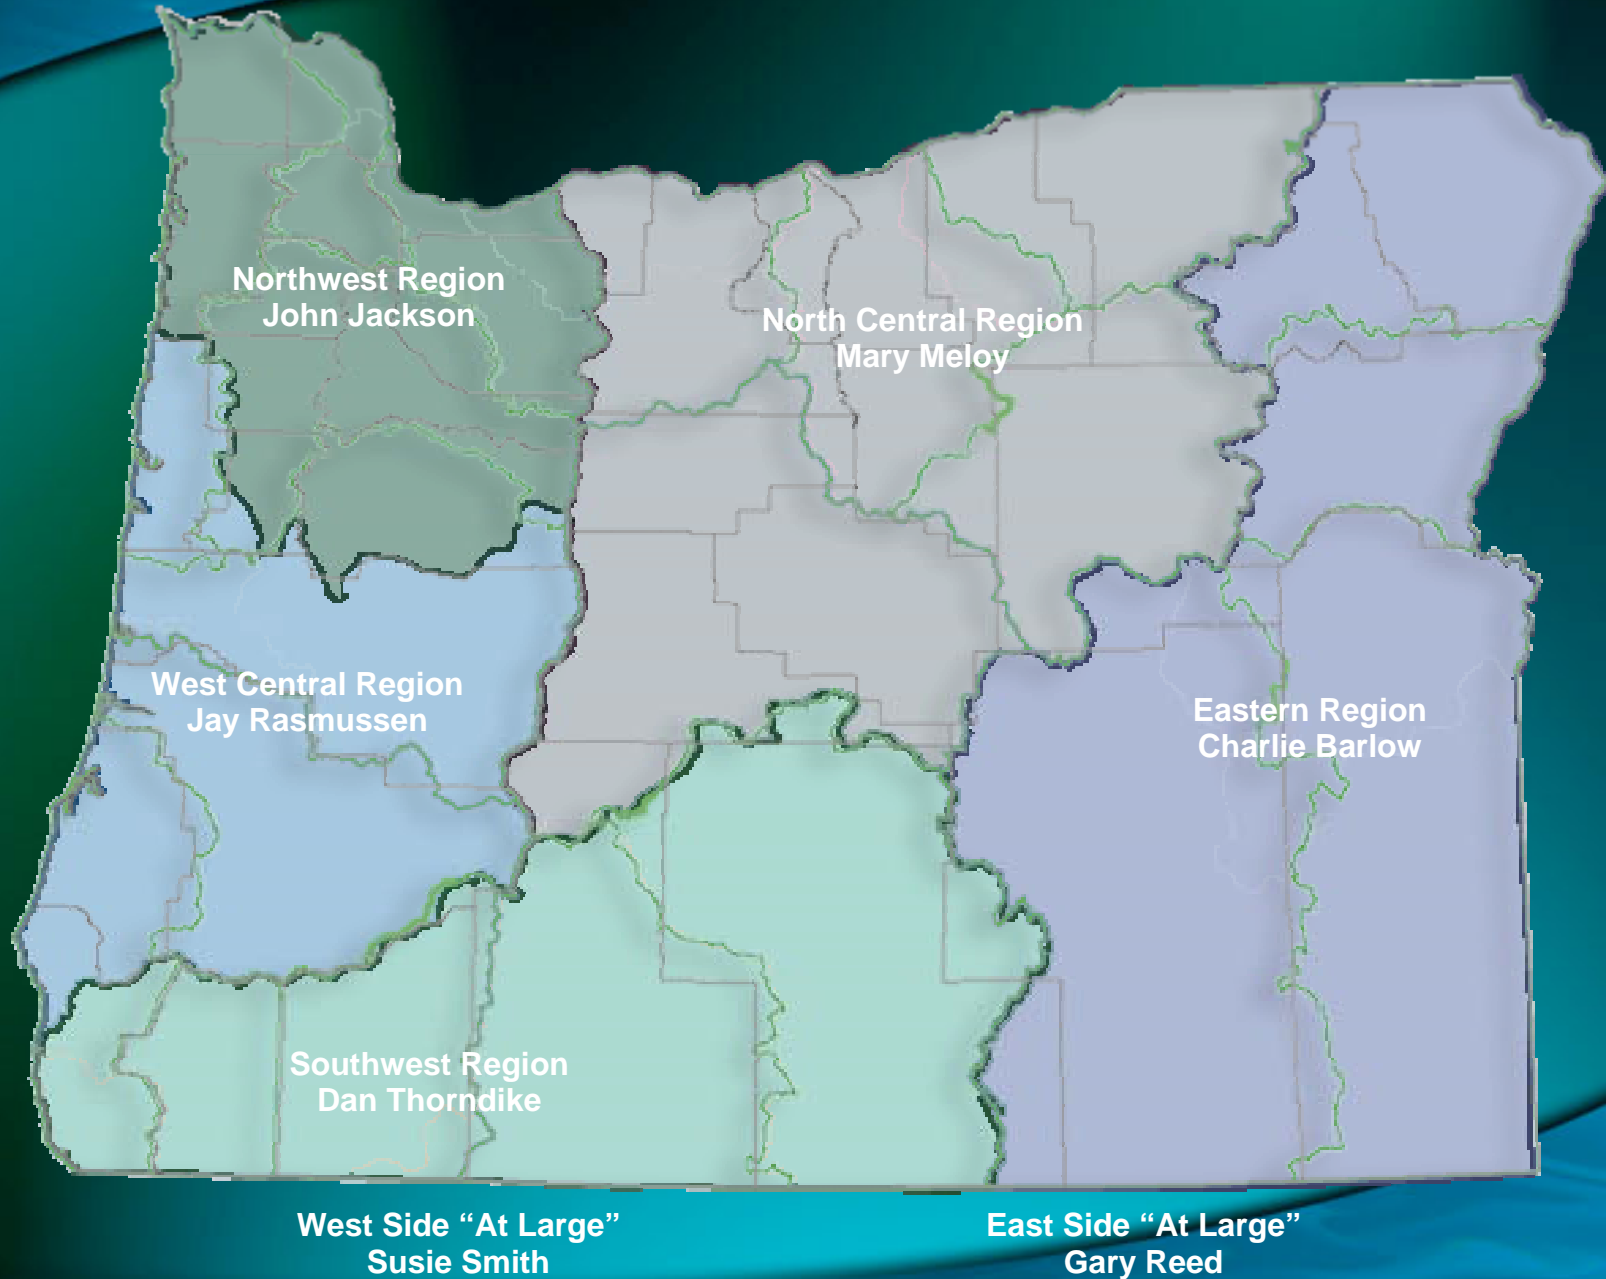 Northwest Region
John Jackson
North Central Region
Mary Meloy
West Central Region
Jay Rasmussen
Eastern Region
Charlie Barlow
Southwest Region
Dan Thorndike
West Side “At Large”
Susie Smith
East Side “At Large”
Gary Reed